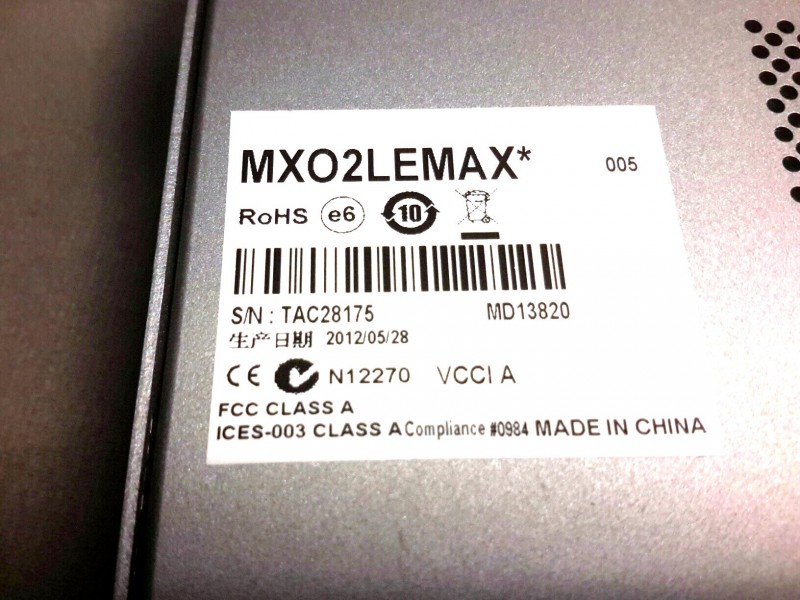 MXO2LEMAX* 005
RoHS e6 10
S/N : TAC28175 MD13820
生产日期 2012/05/28
CE N12270 VCCI A
FCC CLASS A
ICES-003 CLASS A Compliance #0984 MADE IN CHINA